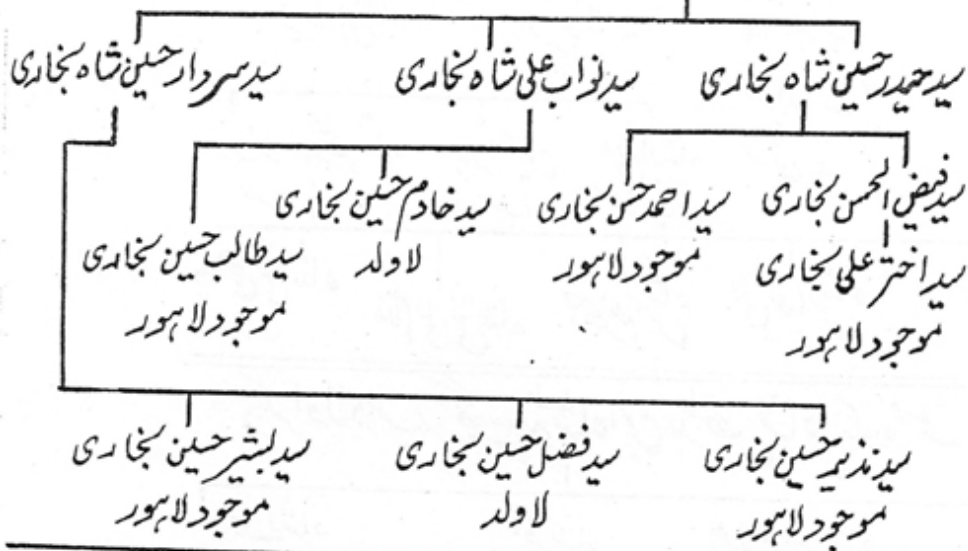 سید حمیدر حسین شاہ بخاری سید نواب علی شاہ بخاری سید سردار حسین شاہ بخاری
سید فیض الحسن بخاری سید احمد حسن بخاری سید خادم حسین بخاری
سید اختر علی بخاری موجود لاہور لاولد سید طالب حسین بخاری
موجود لاہور موجود لاہور
سید نذیر حسین بخاری سید فضل حسین بخاری سید بشیر حسین بخاری
موجود لاہور لاولد موجود لاہور